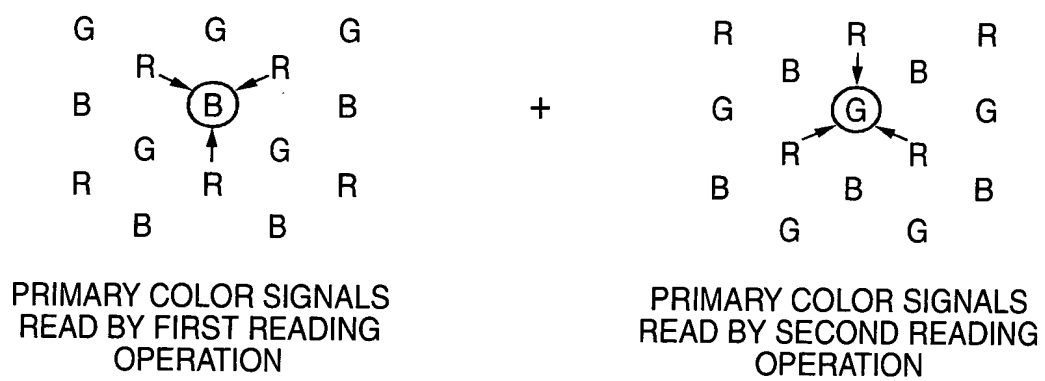 G G G
R R
B B B
G G
R R R
B B
PRIMARY COLOR SIGNALS
READ BY FIRST READING
OPERATION
+
R R R
B B
G G G
R R
B B B
G G
PRIMARY COLOR SIGNALS
READ BY SECOND READING
OPERATION